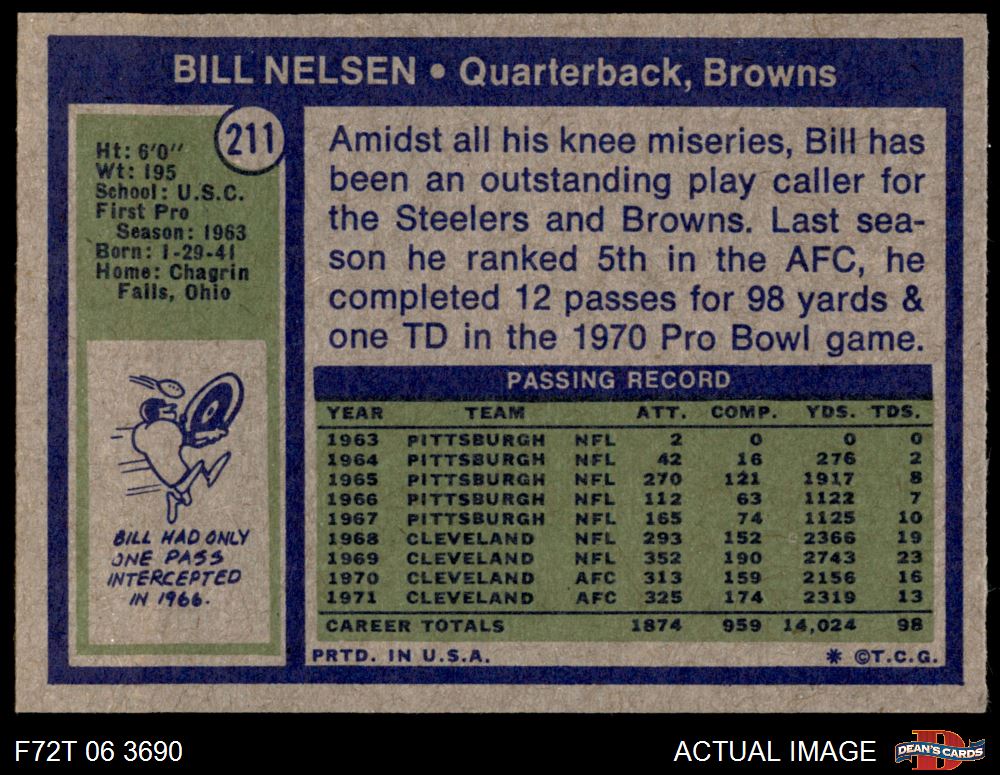 BILL NELSEN • Quarterback, Browns
211
Ht: 6'0"
Wt: 195
School: U.S.C.
First Pro
Season: 1963
Born: 1-29-41
Home: Chagrin
Falls, Ohio
BILL HAD ONLY
ONE PASS
INTERCEPTED
IN 1966.
Amidst all his knee miseries, Bill has
been an outstanding play caller for
the Steelers and Browns. Last sea-
son he ranked 5th in the AFC, he
completed 12 passes for 98 yards &
one TD in the 1970 Pro Bowl game.
PASSING RECORD
YEAR TEAM ATT. COMP. YDS. TDS.
1963 PITTSBURGH NFL 2 0 0 0
1964 PITTSBURGH NFL 42 16 276 2
1965 PITTSBURGH NFL 270 121 1917 8
1966 PITTSBURGH NFL 112 63 1122 7
1967 PITTSBURGH NFL 165 74 1125 10
1968 CLEVELAND NFL 293 152 2366 19
1969 CLEVELAND NFL 352 190 2743 23
1970 CLEVELAND AFC 313 159 2156 16
1971 CLEVELAND AFC 325 174 2319 13
CAREER TOTALS 1874 959 14,024 98
PRTD. IN U.S.A. * ©T.C.G.
F72T 06 3690 ACTUAL IMAGE DEAN'S CARDS